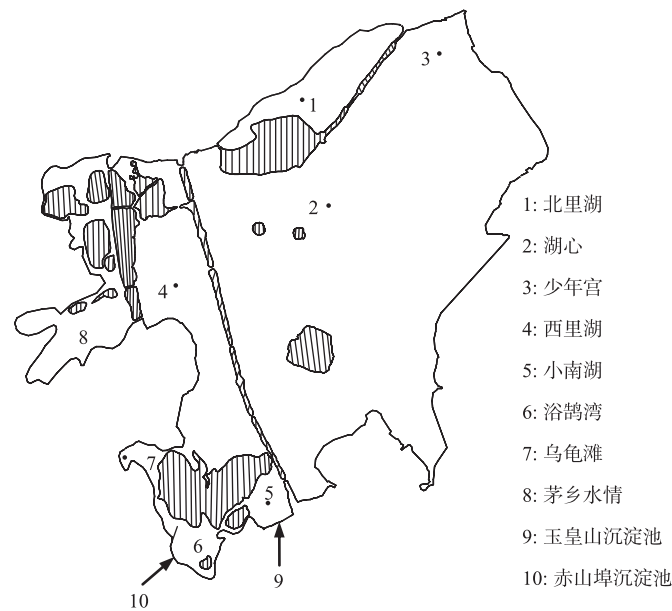 1
3
2
4
8
7
5
6
9
10
1: 北里湖
2: 湖心
3: 少年宫
4: 西里湖
5: 小南湖
6: 浴鹄湾
7: 乌龟滩
8: 茅乡水情
9: 玉皇山沉淀池
10: 赤山埠沉淀池